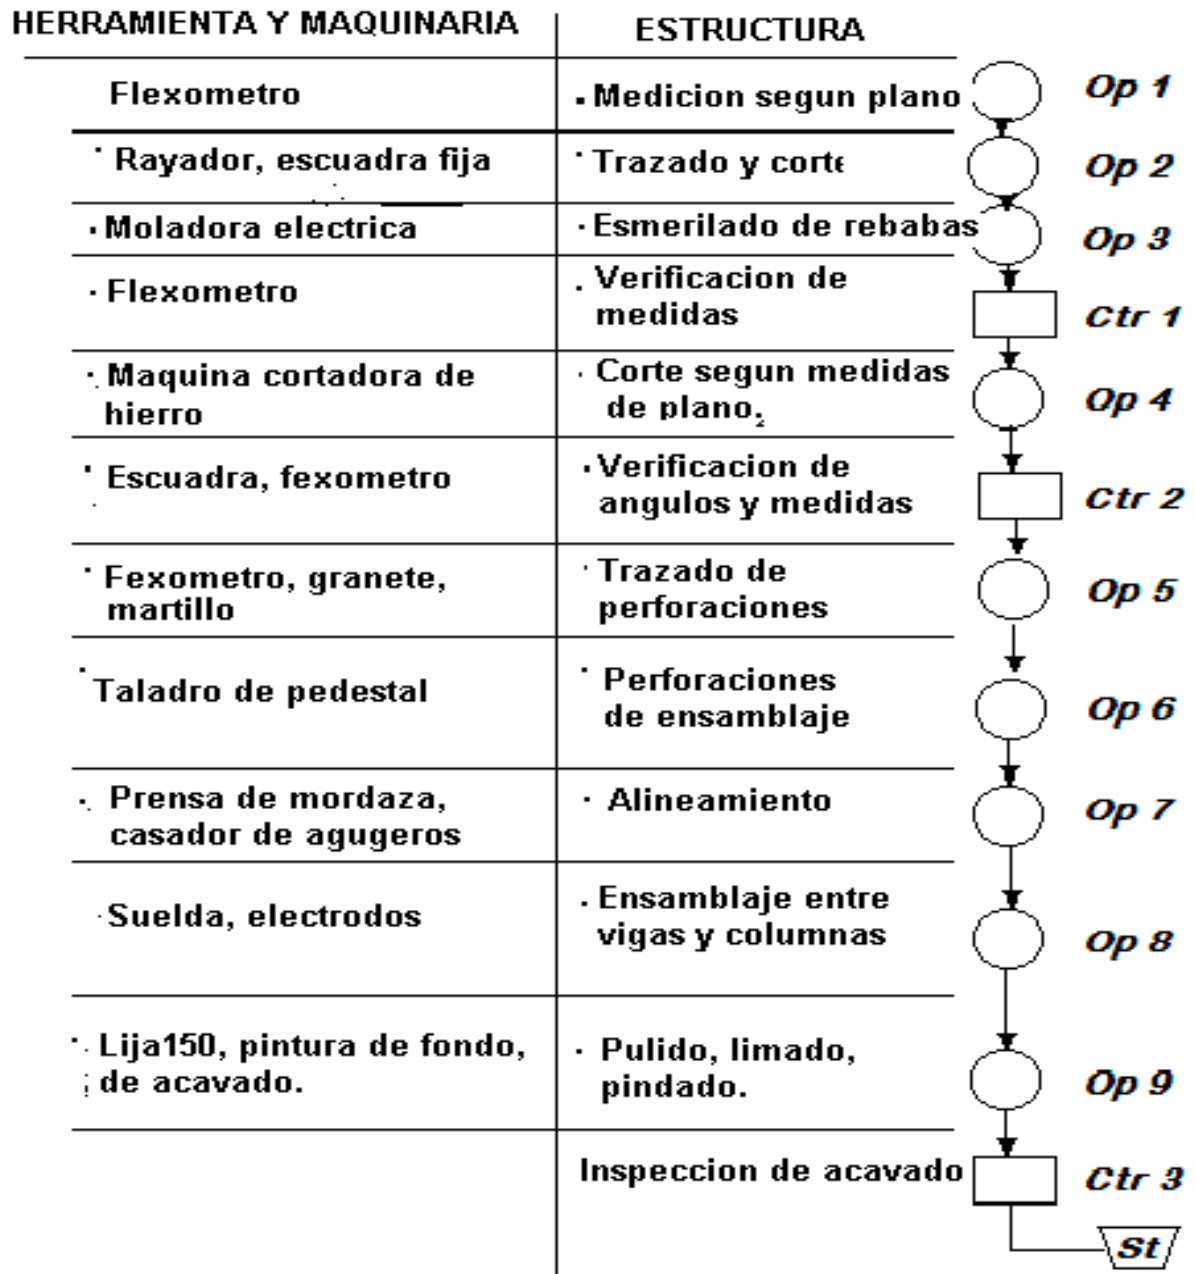 HERRAMIENTA Y MAQUINARIA
ESTRUCTURA
Flexometro
Medicion segun plano
Op 1
Rayador, escuadra fija
Trazado y corte
Op 2
Moladora electrica
Esmerilado de rebabas
Op 3
Flexometro
Verificacion de
medidas
Ctr 1
Maquina cortadora de
hierro
Corte segun medidas
de plano,
Op 4
Escuadra, fexometro
Verificacion de
angulos y medidas
Ctr 2
Fexometro, granete,
martillo
Trazado de
perforaciones
Op 5
Taladro de pedestal
Perforaciones
de ensamblaje
Op 6
Prensa de mordaza,
casador de agugeros
Alineamiento
Op 7
Suelda, electrodos
Ensamblaje entre
vigas y columnas
Op 8
Lija150, pintura de fondo,
de acavado.
Pulido, limado,
pindado.
Op 9
Inspeccion de acavado
Ctr 3
St